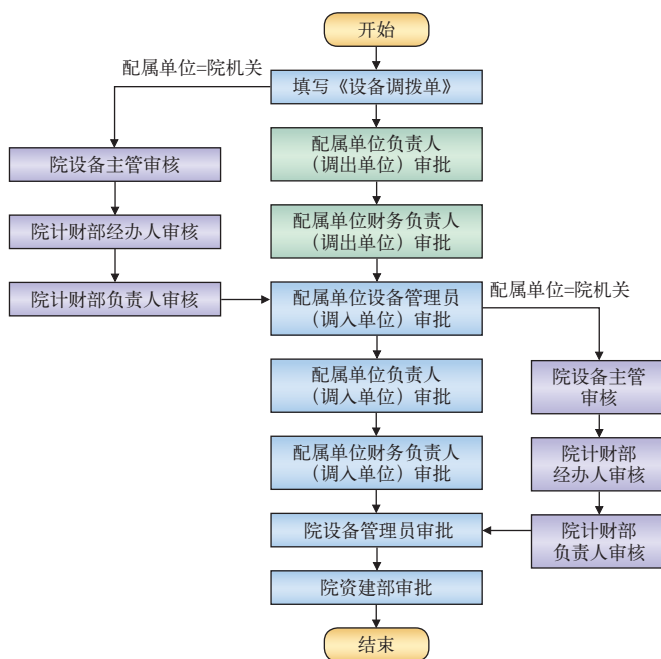 开始
配属单位=院机关
填写《设备调拨单》
配属单位负责人
（调出单位）审批
院设备主管审核
配属单位财务负责人
（调出单位）审批
院计财部经办人审核
院计财部负责人审核
配属单位设备管理员
（调入单位）审批
配属单位=院机关
配属单位负责人
（调入单位）审批
院设备主管
审核
配属单位财务负责人
（调入单位）审批
院计财部
经办人审核
院设备管理员审批
院计财部
负责人审核
院资建部审批
结束